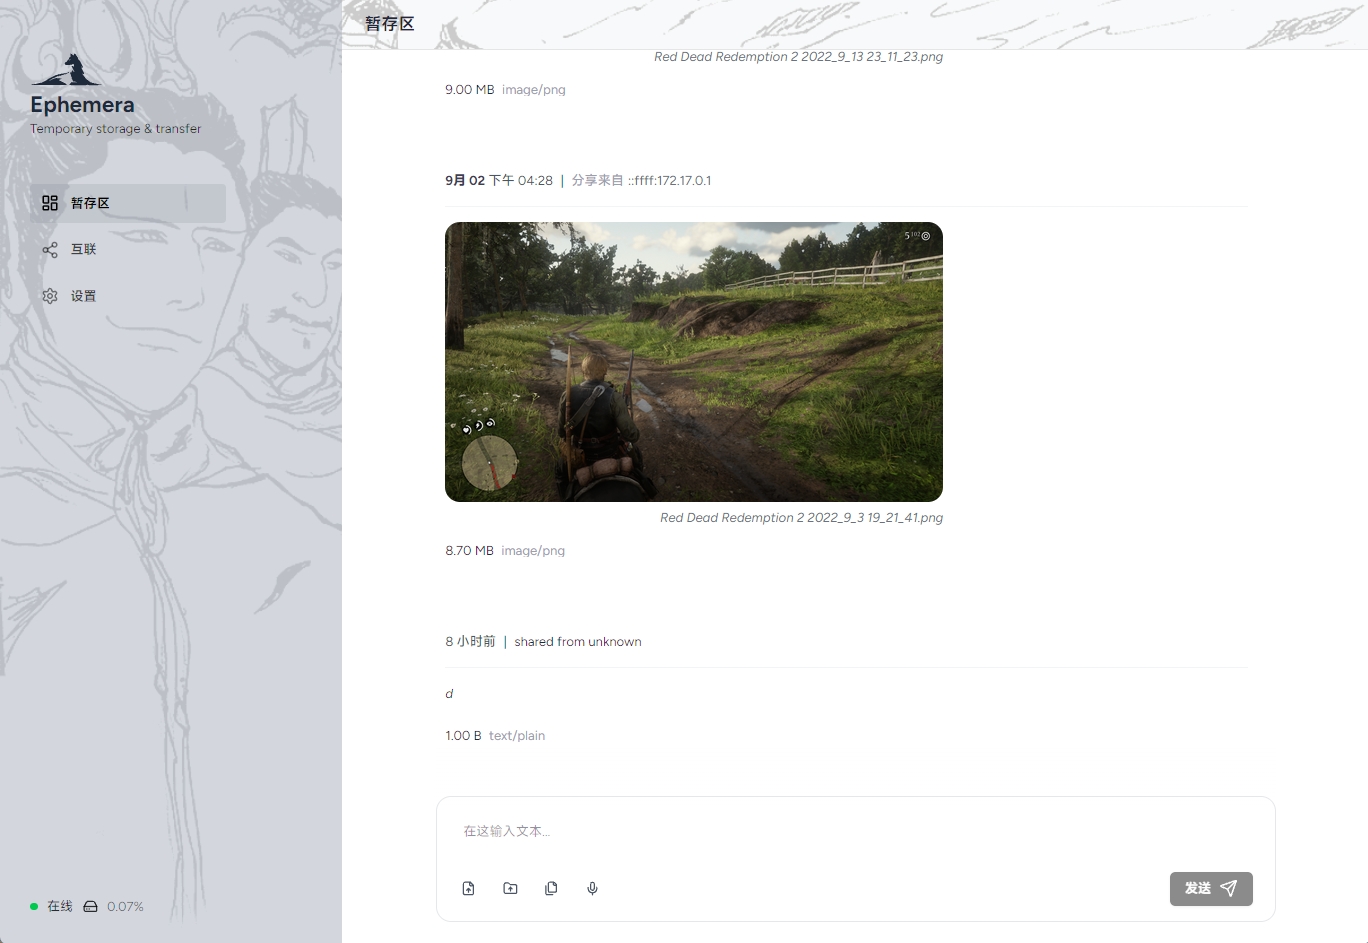 Ephemera
Temporary storage & transfer
暂存区
互联
设置
在线 0.07%
暂存区
Red Dead Redemption 2 2022_9_13 23_11_23.png
9.00 MB image/png
9月 02 下午 04:28 | 分享来自 ::ffff:172.17.0.1
5 102
Red Dead Redemption 2 2022_9_3 19_21_41.png
8.70 MB image/png
8 小时前 | shared from unknown
d
1.00 B text/plain
在这输入文本...
发送